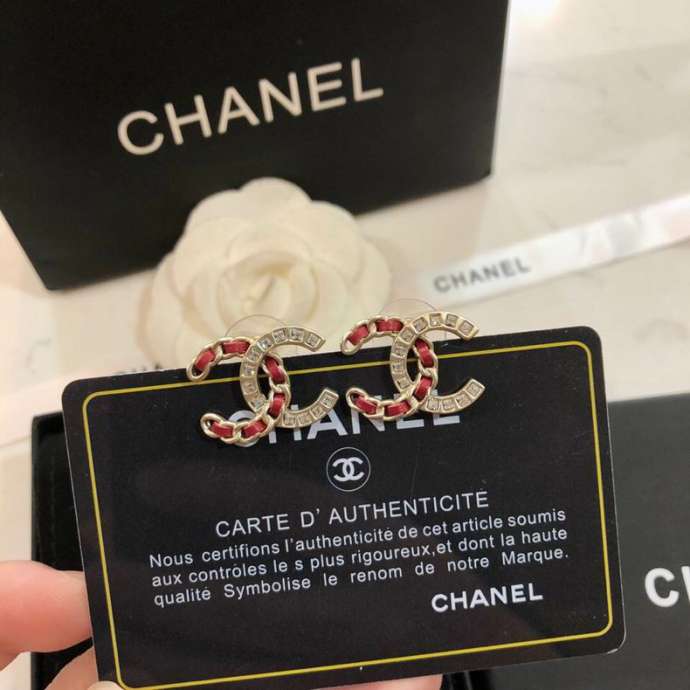 CHANEL
CHANEL
CHANEL
CARTE D' AUTHENTICITE
Nous certifions l'authenticité de cet article soumis
aux contrôles le s plus rigoureux,et dont la haute
qualité Symbolise le renom de notre Marque.
CHANEL